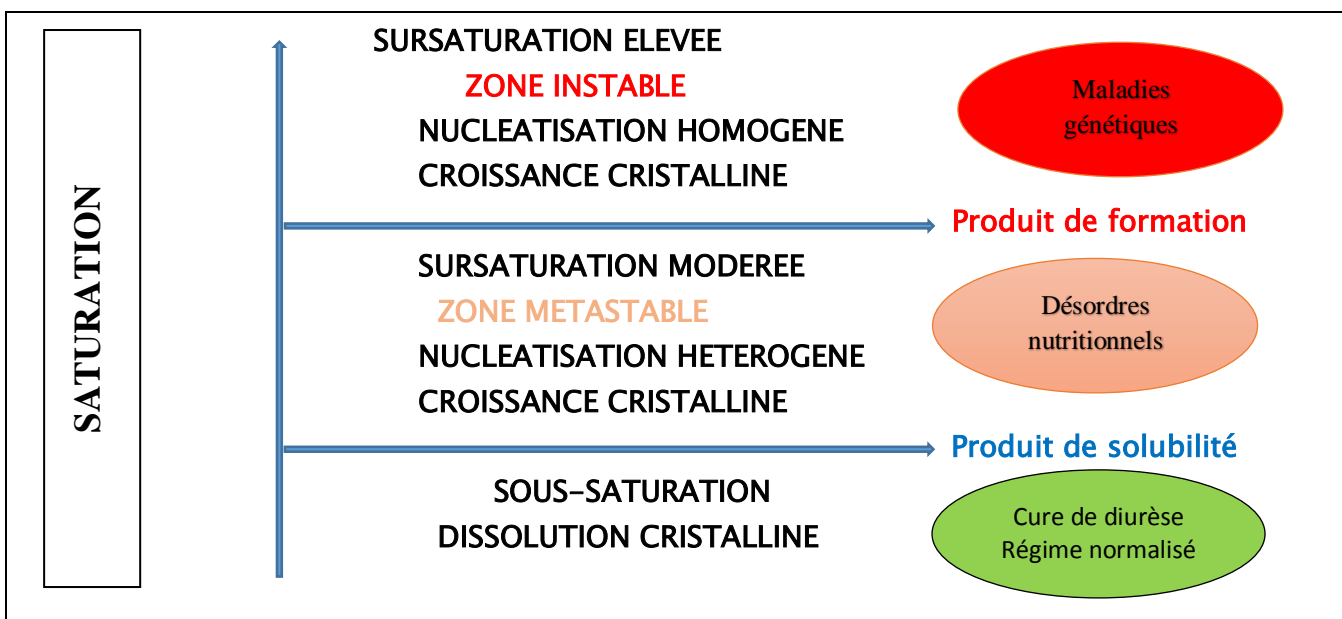 SATURATION
SURSATURATION ELEVEE
ZONE INSTABLE
NUCLEATISATION HOMOGENE
CROISSANCE CRISTALLINE
Maladies
génétiques
Produit de formation
SURSATURATION MODEREE
ZONE METASTABLE
NUCLEATISATION HETEROGENE
CROISSANCE CRISTALLINE
Désordres
nutritionnels
Produit de solubilité
SOUS-SATURATION
DISSOLUTION CRISTALLINE
Cure de diurèse
Régime normalisé